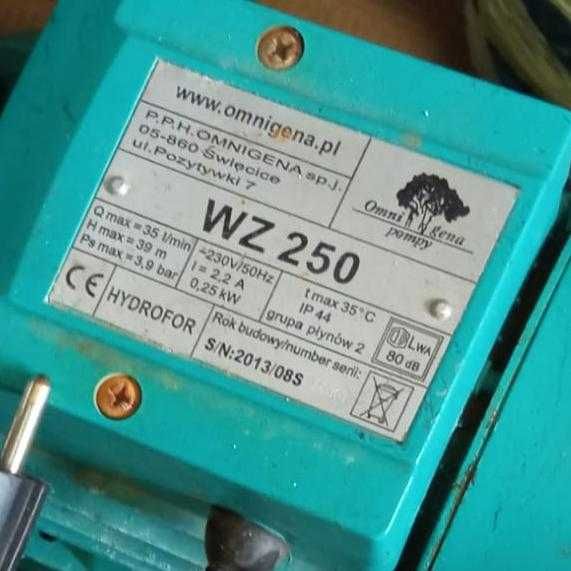 www.omnigena.pl
P.P.H.OMNIGENA sp.j.
05-860 Święcice
ul.Pozytywki 7
Omni gena
pompy
WZ 250
Q max = 35 l/min
H max = 39 m
Ps max = 3,9 bar
~230V/50Hz
I = 2,2 A
0,25 kW
t max 35°C
IP 44
grupa płynów 2
LWA
80 dB
CE
HYDROFOR
Rok budowy/number serii:
S/N:2013/08S